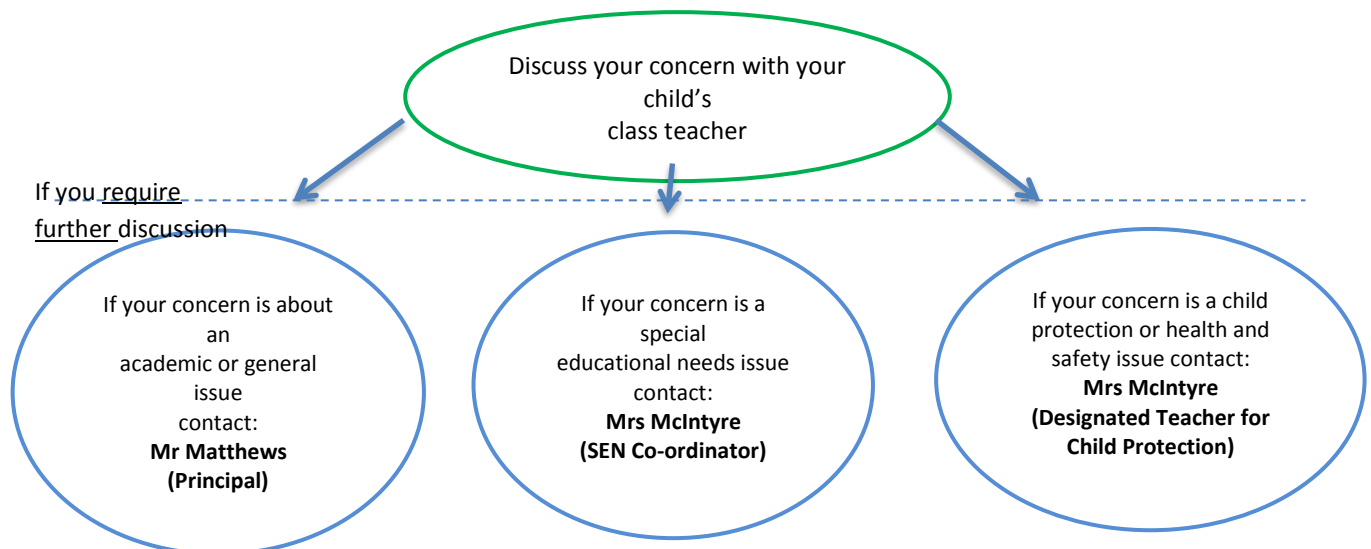 Discuss your concern with your
child’s
class teacher
If you require
further discussion
If your concern is about
an
academic or general
issue
contact:
Mr Matthews
(Principal)
If your concern is a
special
educational needs issue
contact:
Mrs McIntyre
(SEN Co-ordinator)
If your concern is a child
protection or health and
safety issue contact:
Mrs McIntyre
(Designated Teacher for
Child Protection)